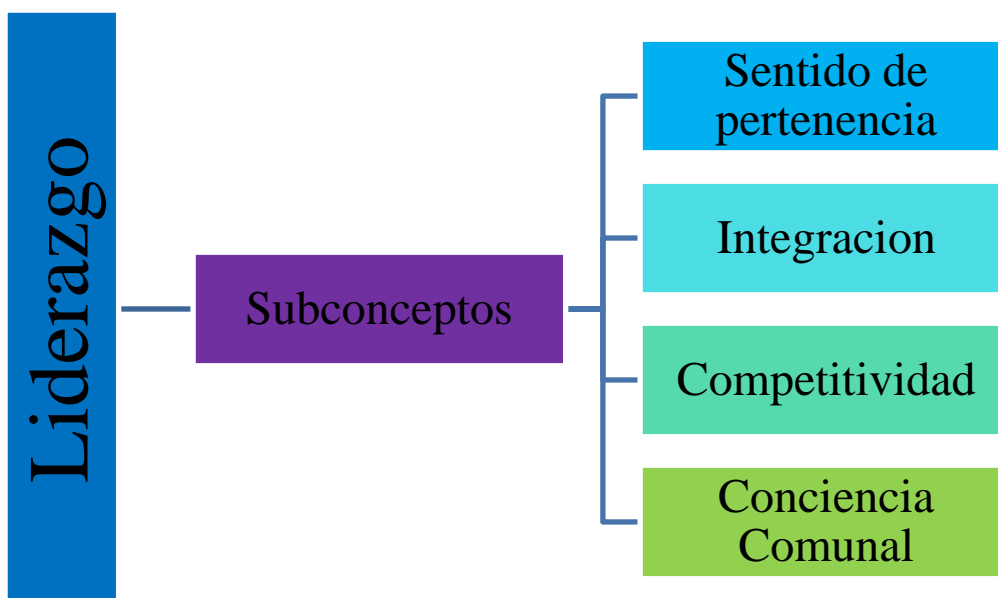 Liderazgo
Subconceptos
Sentido de
pertenencia
Integracion
Competitividad
Conciencia
Comunal